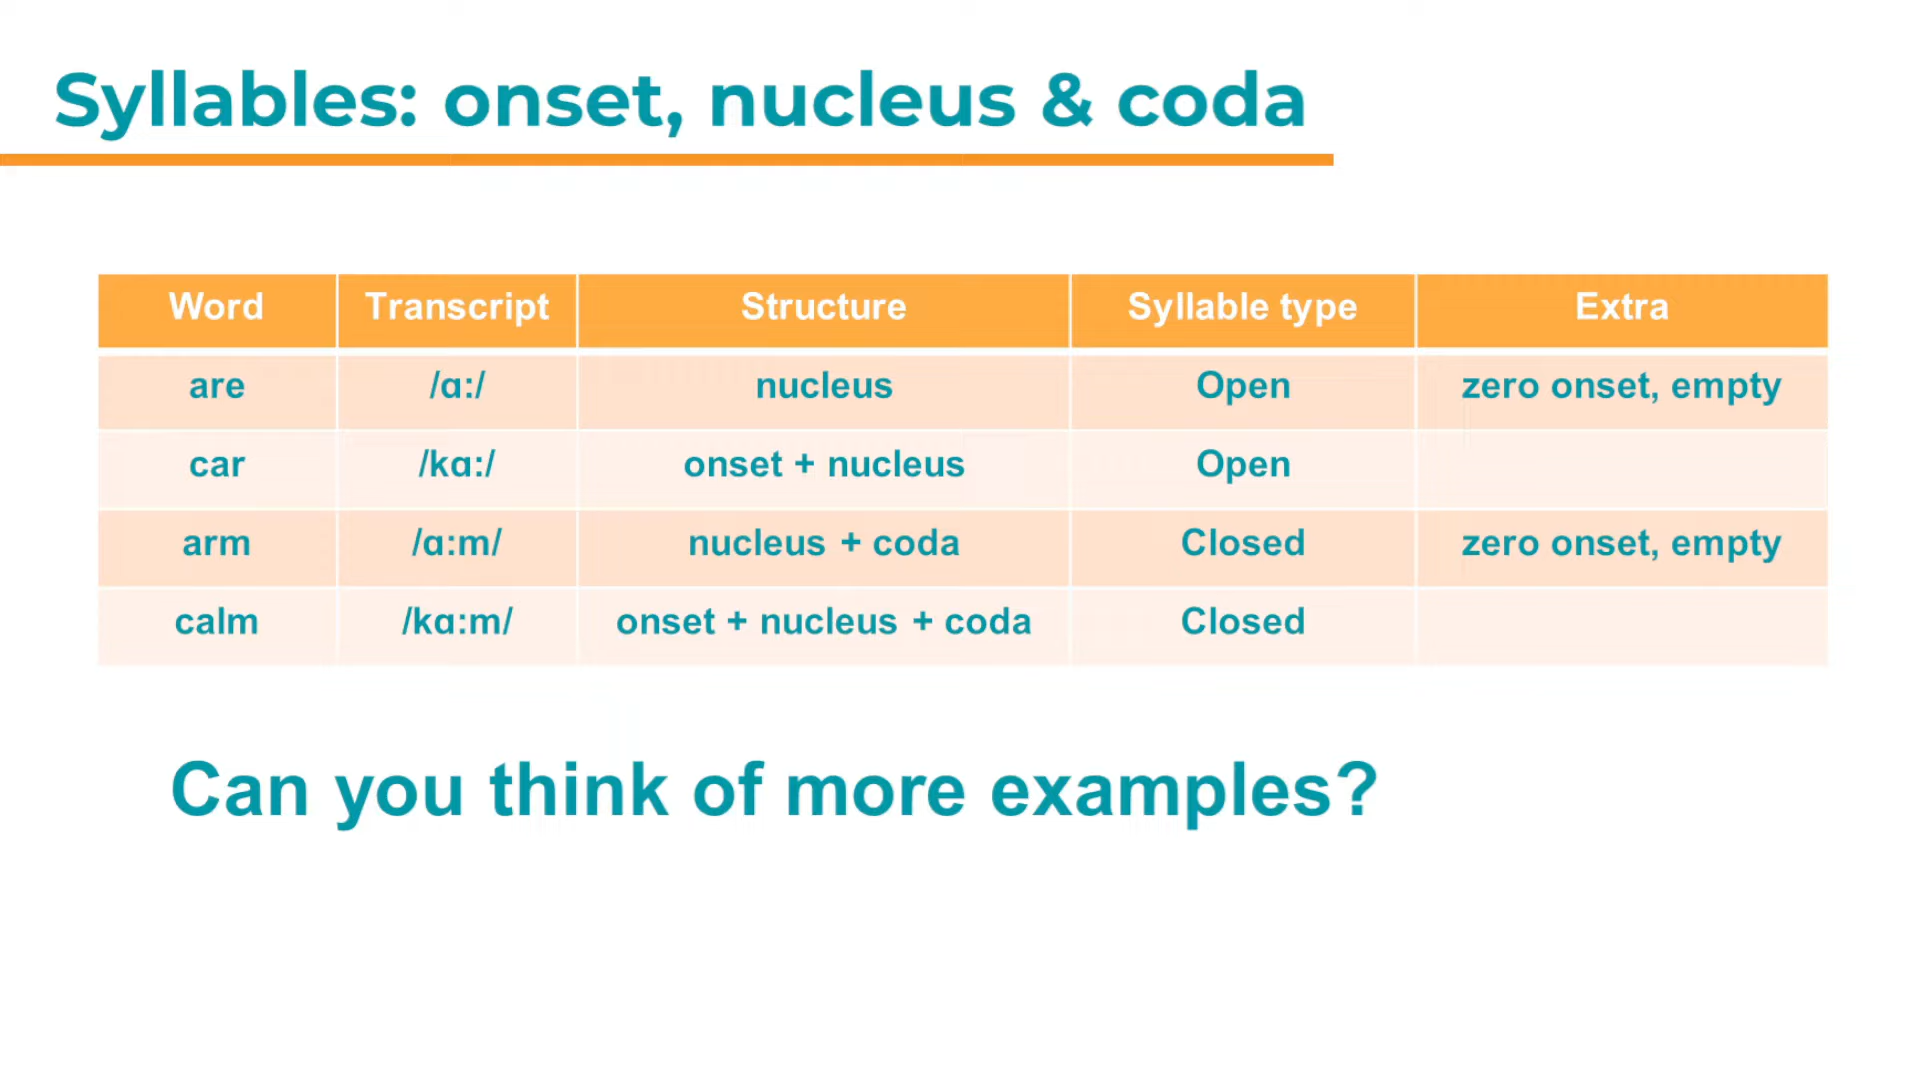 Syllables: onset, nucleus & coda
Word Transcript Structure Syllable type Extra
are /ɑ:/ nucleus Open zero onset, empty
car /kɑ:/ onset + nucleus Open
arm /ɑ:m/ nucleus + coda Closed zero onset, empty
calm /kɑ:m/ onset + nucleus + coda Closed
Can you think of more examples?